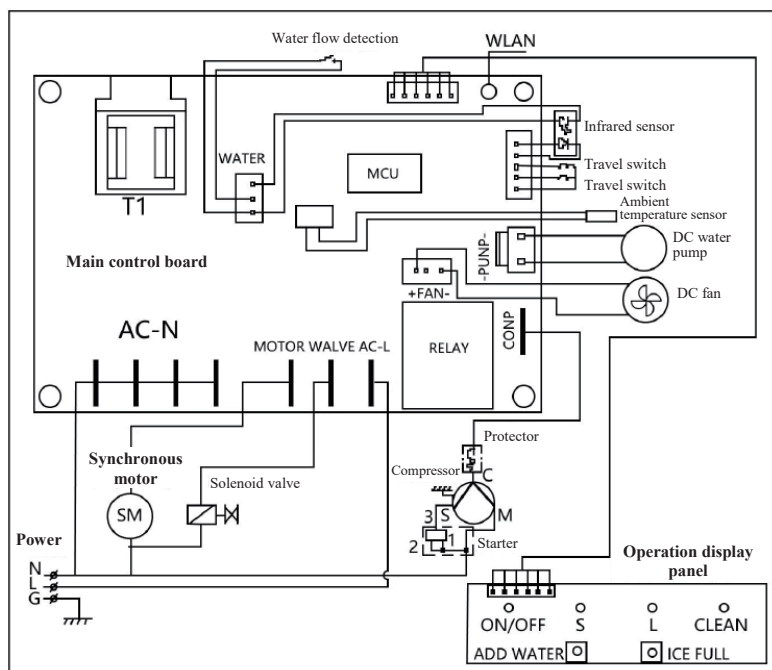 Water flow detection
WLAN
Infrared sensor
WATER
MCU
Travel switch
Travel switch
T1
Ambient
temperature sensor
-PUNP-
DC water
pump
Main control board
+FAN-
DC fan
AC-N
MOTOR WALVE AC-L
RELAY
CONP
Protector
Synchronous
motor
Compressor
C
Solenoid valve
SM
3 S M
2 1
Starter
Power
N
L
G
Operation display
panel
ON/OFF S L CLEAN
ADD WATER ICE FULL